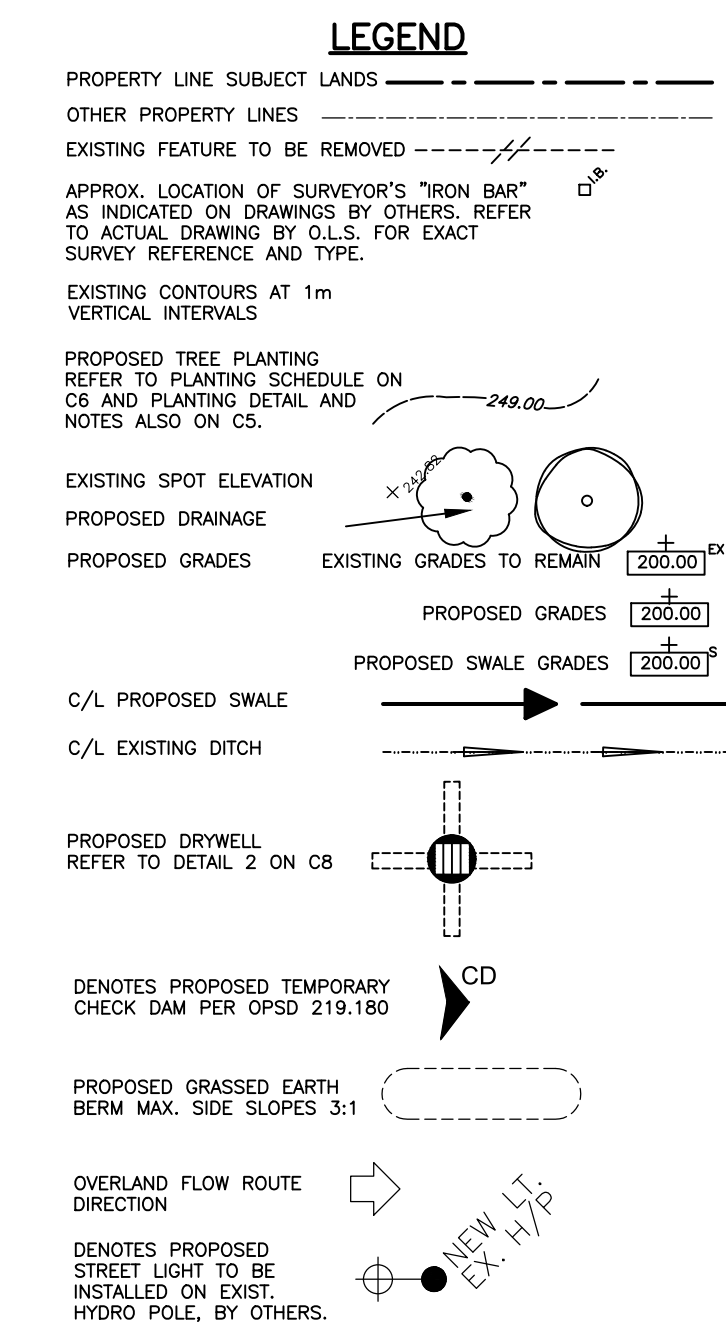 LEGEND
PROPERTY LINE SUBJECT LANDS
OTHER PROPERTY LINES
EXISTING FEATURE TO BE REMOVED
APPROX. LOCATION OF SURVEYOR'S "IRON BAR"
AS INDICATED ON DRAWINGS BY OTHERS. REFER
TO ACTUAL DRAWING BY O.L.S. FOR EXACT
SURVEY REFERENCE AND TYPE.
I.B.
EXISTING CONTOURS AT 1m
VERTICAL INTERVALS
PROPOSED TREE PLANTING
REFER TO PLANTING SCHEDULE ON
C6 AND PLANTING DETAIL AND
NOTES ALSO ON C5.
249.00
EXISTING SPOT ELEVATION
242.82
PROPOSED DRAINAGE
PROPOSED GRADES EXISTING GRADES TO REMAIN 200.00 EX
PROPOSED GRADES 200.00
PROPOSED SWALE GRADES 200.00 S
C/L PROPOSED SWALE
C/L EXISTING DITCH
PROPOSED DRYWELL
REFER TO DETAIL 2 ON C8
DENOTES PROPOSED TEMPORARY
CHECK DAM PER OPSD 219.180
CD
PROPOSED GRASSED EARTH
BERM MAX. SIDE SLOPES 3:1
OVERLAND FLOW ROUTE
DIRECTION
DENOTES PROPOSED
STREET LIGHT TO BE
INSTALLED ON EXIST.
HYDRO POLE, BY OTHERS.
NEW LT.
EX. H/P